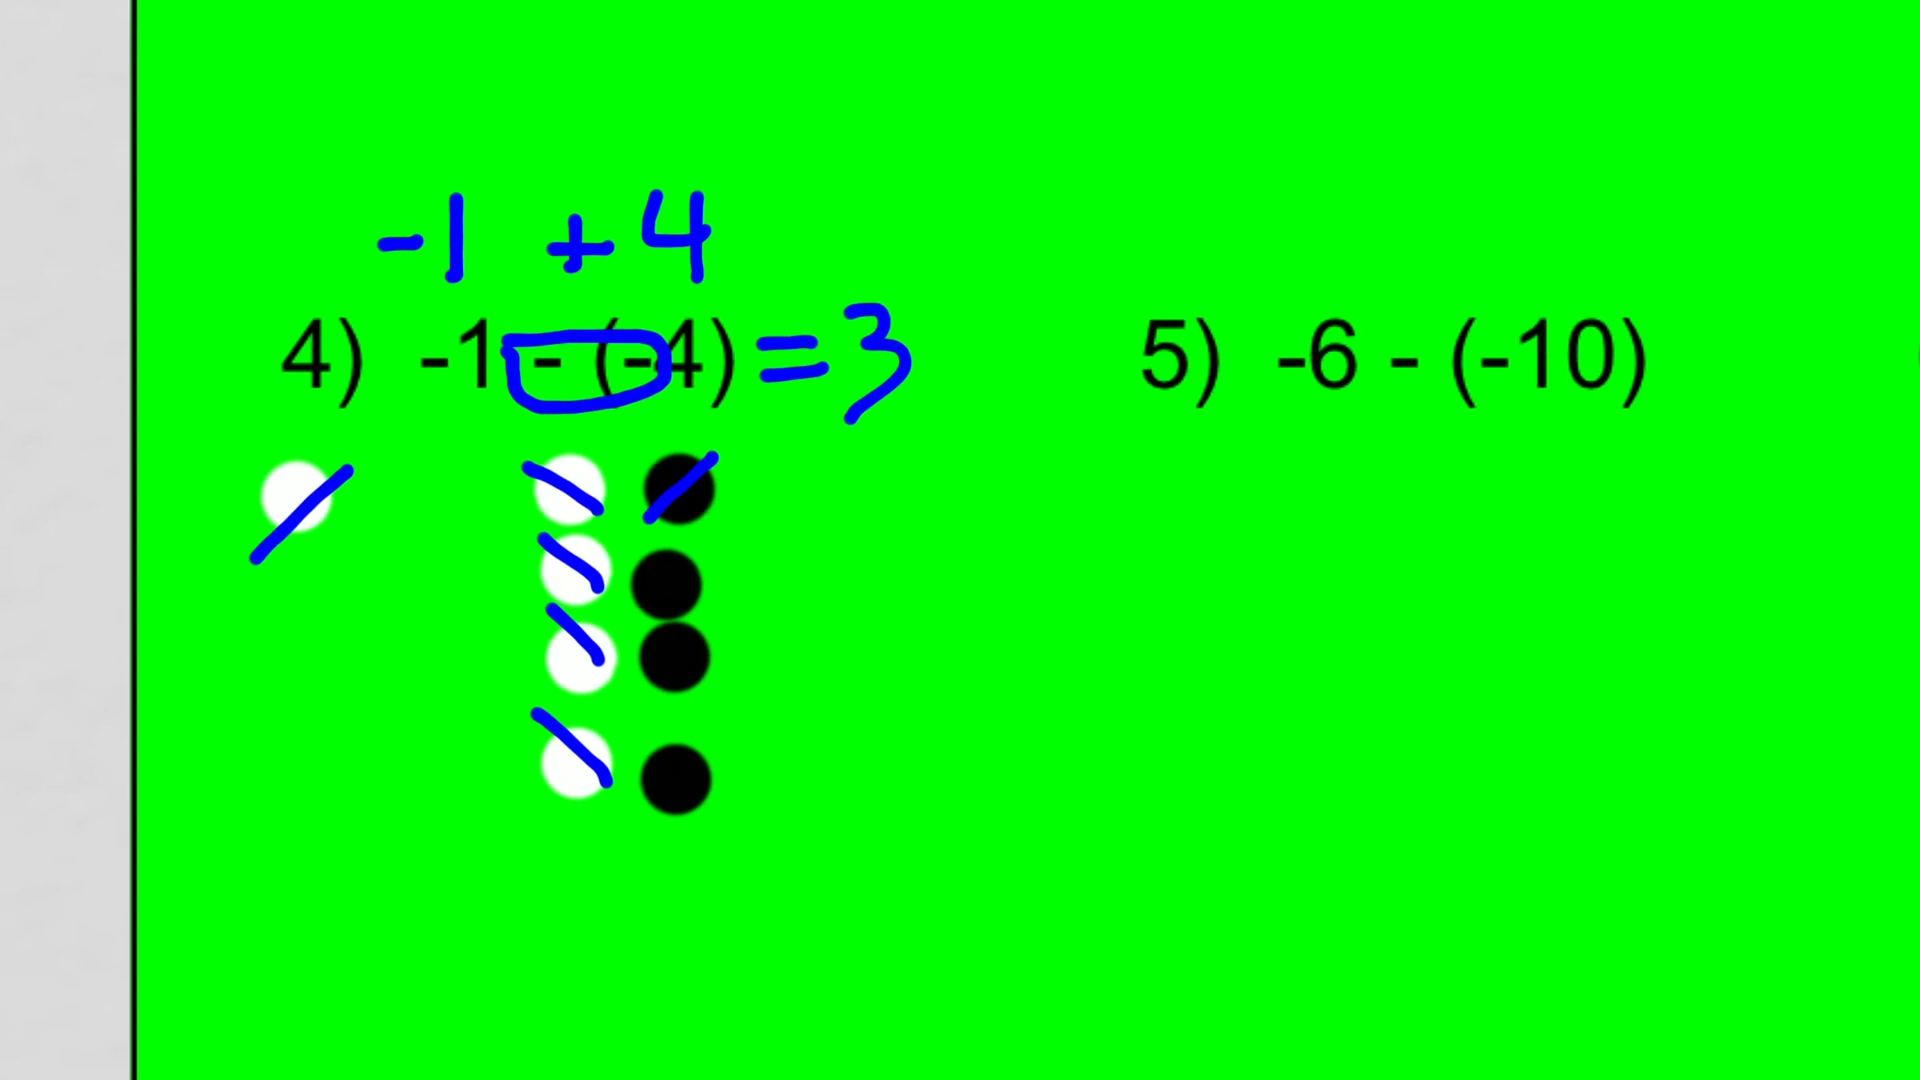 -1 + 4
4) -1 - (-4) = 3
5) -6 - (-10)